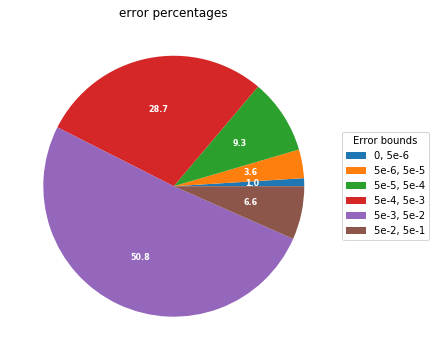 error percentages
28.7
9.3
3.6
1.0
6.6
50.8
Error bounds
0, 5e-6
5e-6, 5e-5
5e-5, 5e-4
5e-4, 5e-3
5e-3, 5e-2
5e-2, 5e-1